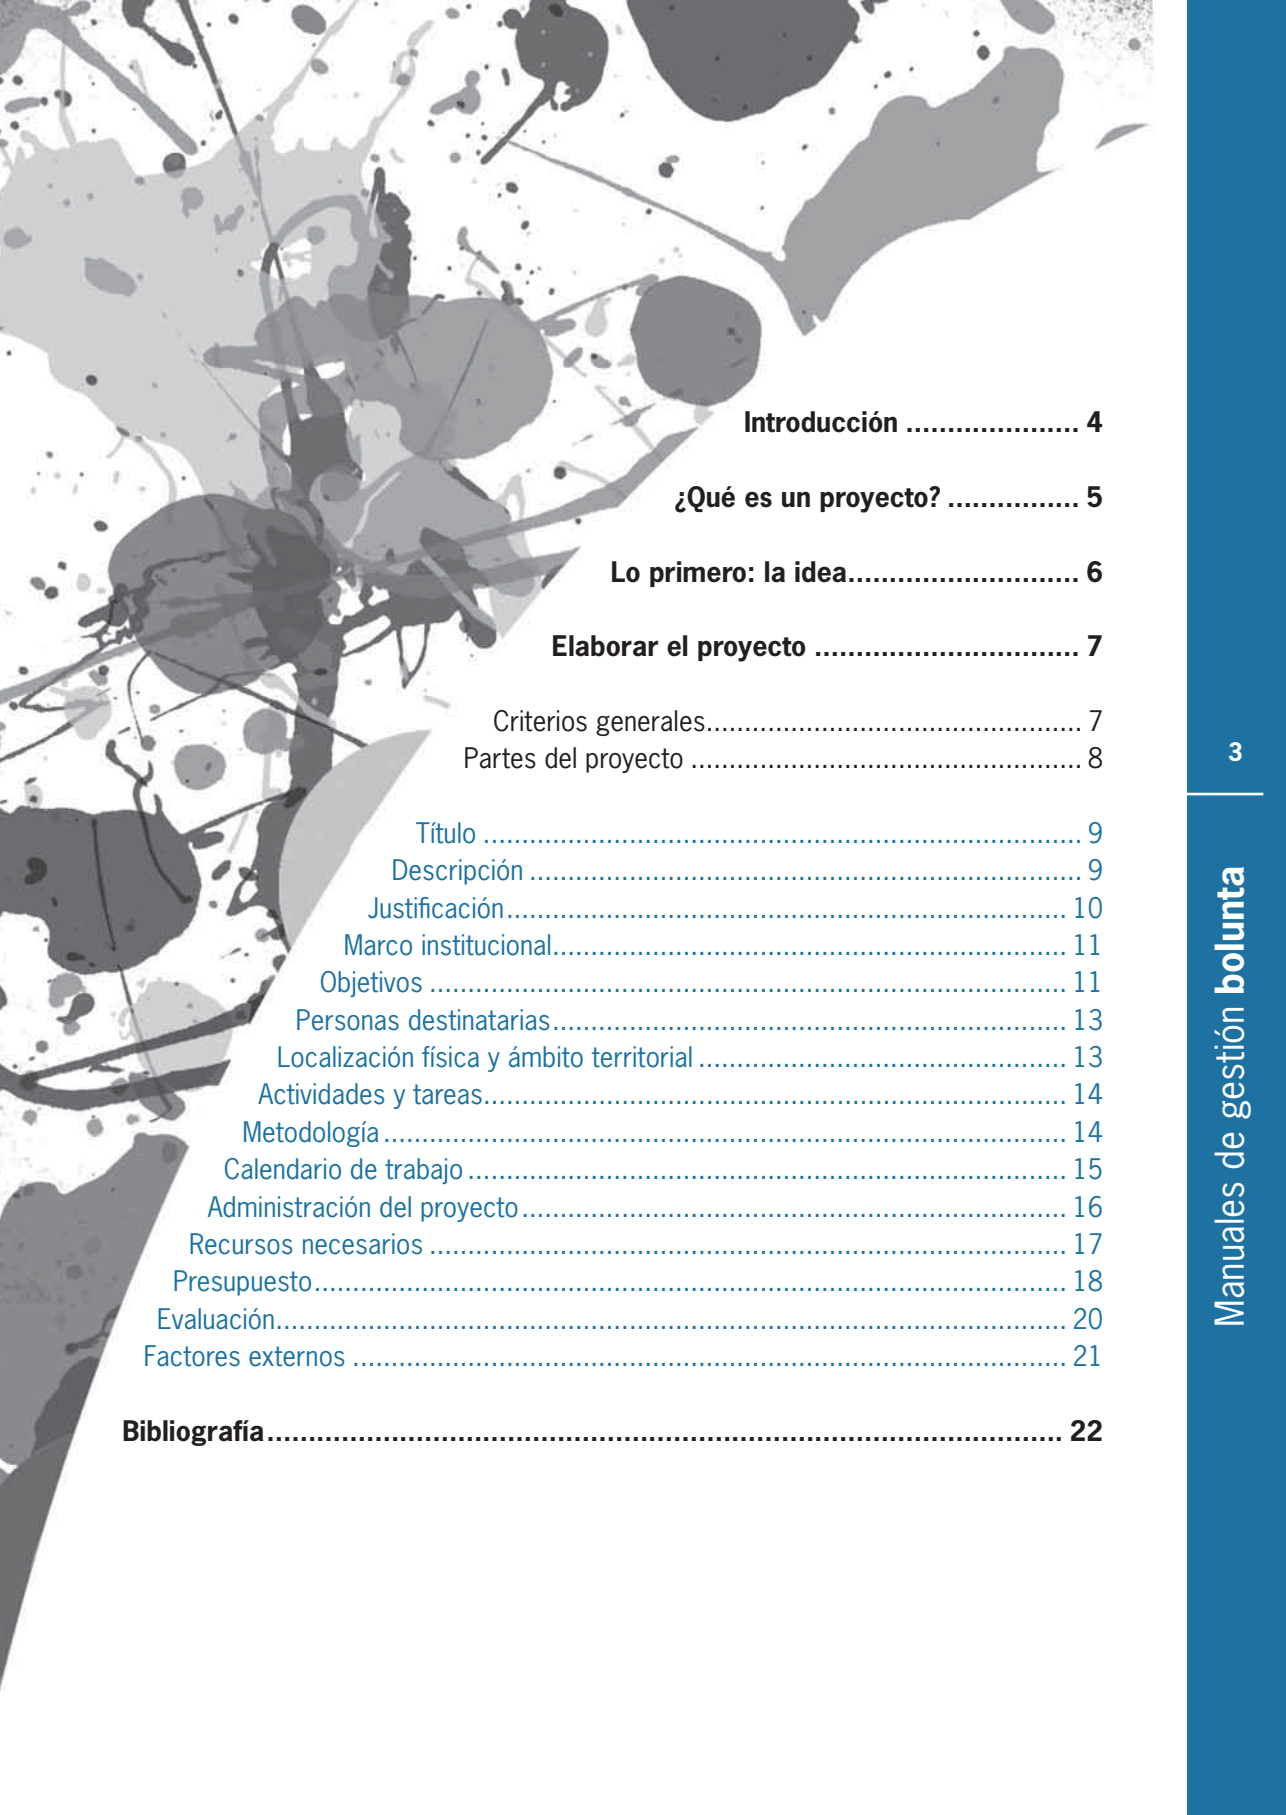 Introducción ..................... 4
¿Qué es un proyecto? ................ 5
Lo primero: la idea............................ 6
Elaborar el proyecto ................................ 7
Criterios generales................................................. 7
Partes del proyecto ................................................... 8
Título .............................................................................. 9
Descripción ........................................................................ 9
Justificación......................................................................... 10
Marco institucional................................................................... 11
Objetivos ................................................................................... 11
Personas destinatarias................................................................... 13
Localización física y ámbito territorial ................................................ 13
Actividades y tareas............................................................................ 14
Metodología ......................................................................................... 14
Calendario de trabajo .............................................................................. 15
Administración del proyecto....................................................................... 16
Recursos necesarios ................................................................................... 17
Presupuesto.................................................................................................. 18
Evaluación....................................................................................................... 20
Factores externos ............................................................................................. 21
Bibliografía................................................................................................ 22
3
Manuales de gestión bolunta